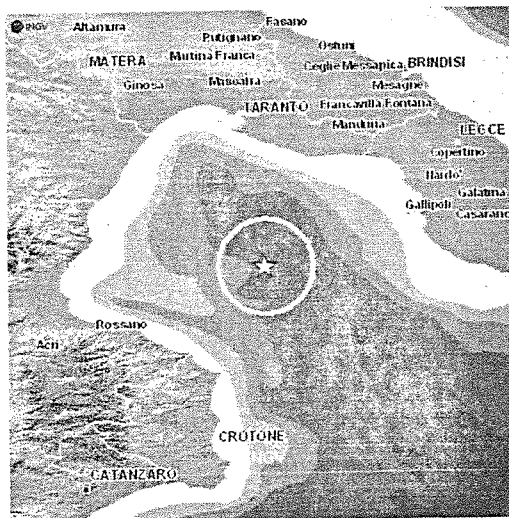 INGV
Altamura
Fasano
Putignano
Ostuni
MATERA
Martina Franca
Ceglie Messapica
BRINDISI
Ginosa
Massafra
Mesagne
TARANTO
Francavilla Fontana
Manduria
LECCE
Copertino
Nardo'
Galatina
Gallipoli
Casarano
Rossano
Acri
CROTONE
CATANZARO